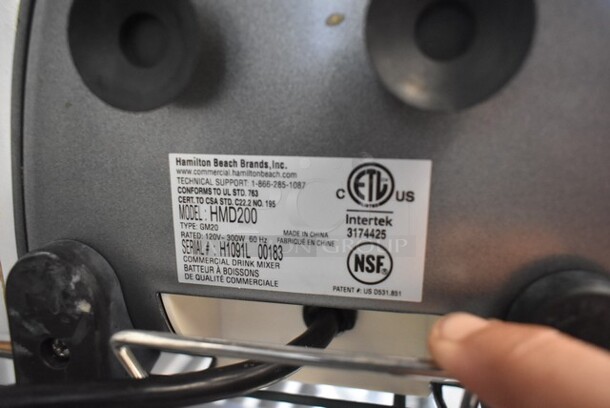 Hamilton Beach Brands, Inc.
www.commercial.hamiltonbeach.com
TECHNICAL SUPPORT: 1-866-285-1087
CONFORMS TO UL STD. 763
CERT. TO CSA STD. C22.2 NO. 195
MODEL: HMD200
TYPE: GM20
RATED: 120V~ 300W 60 Hz
MADE IN CHINA
FABRIQUÉ EN CHINE
SERIAL #: H1091L 00183
COMMERCIAL DRINK MIXER
BATTEUR À BOISSONS
DE QUALITÉ COMMERCIALE
C ETL US
Intertek
3174425
NSF
PATENT #: US D531,851
GROUP